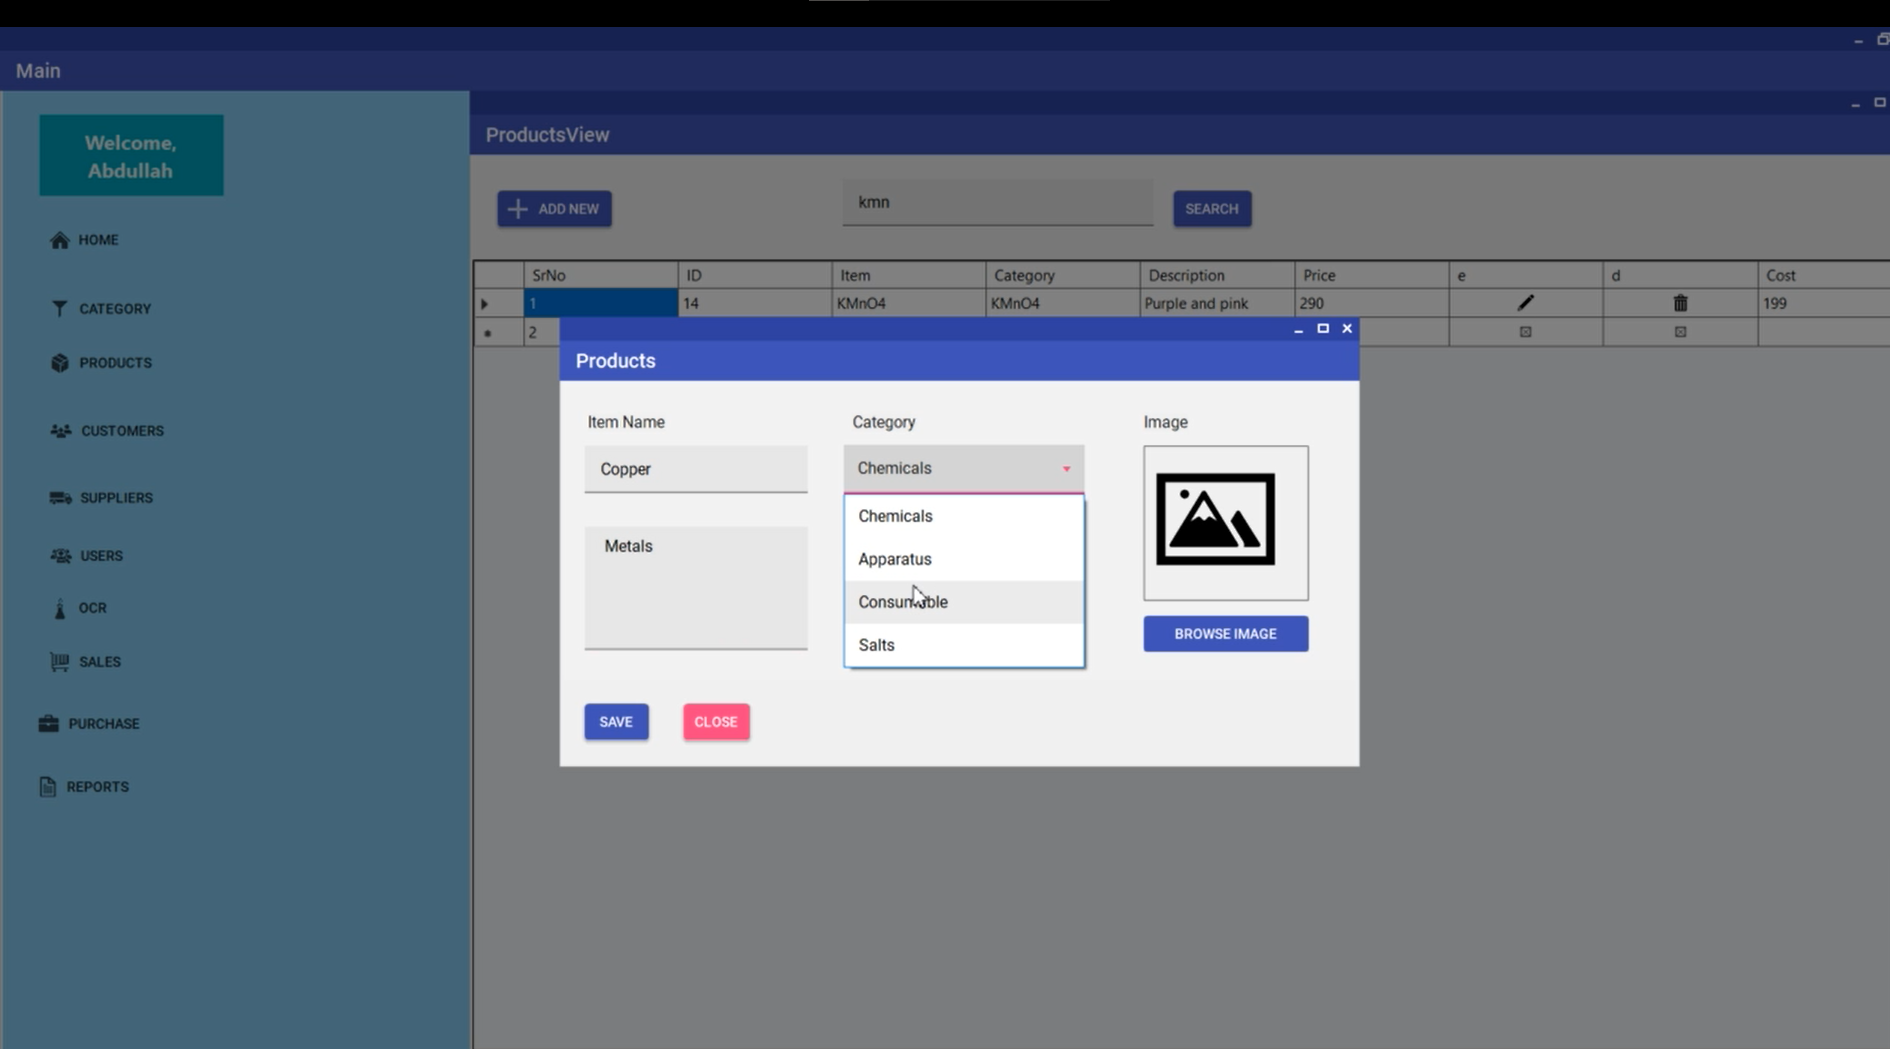 Main
Welcome,
Abdullah
HOME
CATEGORY
PRODUCTS
CUSTOMERS
SUPPLIERS
USERS
OCR
SALES
PURCHASE
REPORTS
ProductsView
ADD NEW
kmn
SEARCH
SrNo ID Item Category Description Price e d Cost
1 14 KMnO4 KMnO4 Purple and pink 290 199
2
Products
Item Name
Copper
Metals
Category
Chemicals
Chemicals
Apparatus
Consumable
Salts
Image
BROWSE IMAGE
SAVE
CLOSE